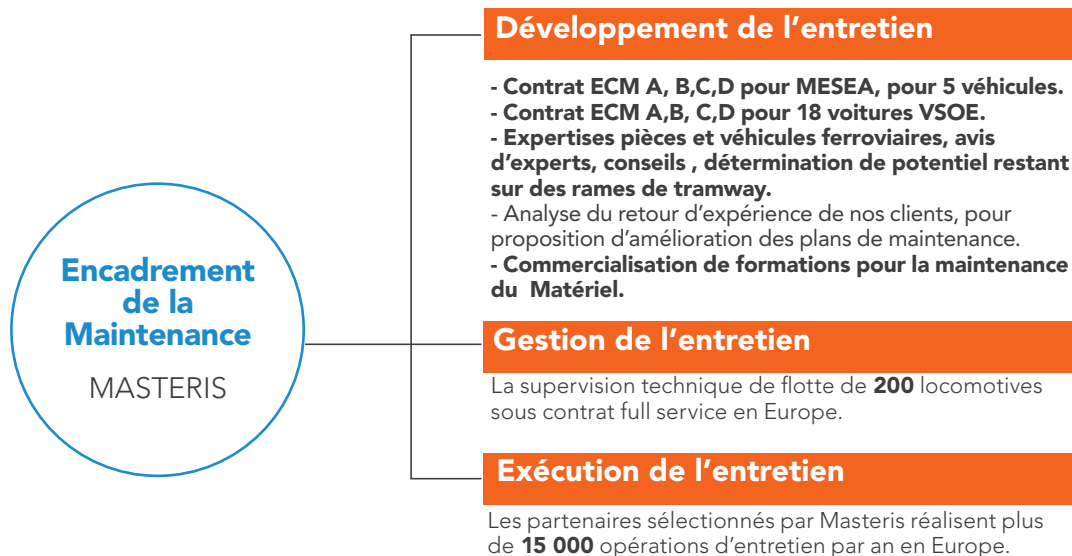 Encadrement
de la
Maintenance
MASTERIS
Développement de l’entretien
- Contrat ECM A, B,C,D pour MESEA, pour 5 véhicules.
- Contrat ECM A,B, C,D pour 18 voitures VSOE.
- Expertises pièces et véhicules ferroviaires, avis
d’experts, conseils , détermination de potentiel restant
sur des rames de tramway.
- Analyse du retour d’expérience de nos clients, pour
proposition d’amélioration des plans de maintenance.
- Commercialisation de formations pour la maintenance
du  Matériel.
Gestion de l’entretien
La supervision technique de flotte de 200 locomotives
sous contrat full service en Europe.
Exécution de l’entretien
Les partenaires sélectionnés par Masteris réalisent plus
de 15 000 opérations d’entretien par an en Europe.